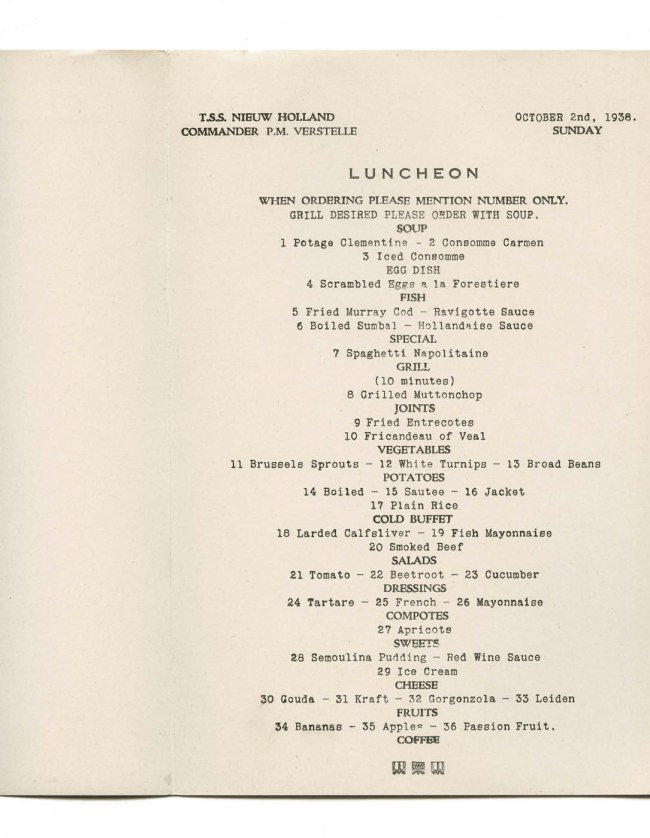 T.S.S. NIEUW HOLLAND
COMMANDER P.M. VERSTELLE
OCTOBER 2nd, 1938.
SUNDAY
LUNCHEON
WHEN ORDERING PLEASE MENTION NUMBER ONLY.
GRILL DESIRED PLEASE ORDER WITH SOUP.
SOUP
1 Potage Clementine - 2 Consomme Carmen
3 Iced Consomme
EGG DISH
4 Scrambled Eggs a la Forestiere
FISH
5 Fried Murray Cod - Ravigotte Sauce
6 Boiled Sumbal - Hollandaise Sauce
SPECIAL
7 Spaghetti Napolitaine
GRILL
(10 minutes)
8 Grilled Muttonchop
JOINTS
9 Fried Entrecotes
10 Fricandeau of Veal
VEGETABLES
11 Brussels Sprouts - 12 White Turnips - 13 Broad Beans
POTATOES
14 Boiled - 15 Sautee - 16 Jacket
17 Plain Rice
COLD BUFFET
18 Larded Calfsliver - 19 Fish Mayonnaise
20 Smoked Beef
SALADS
21 Tomato - 22 Beetroot - 23 Cucumber
DRESSINGS
24 Tartare - 25 French - 26 Mayonnaise
COMPOTES
27 Apricots
SWEETS
28 Semoulina Pudding - Red Wine Sauce
29 Ice Cream
CHEESE
30 Gouda - 31 Kraft - 32 Gorgonzola - 33 Leiden
FRUITS
34 Bananas - 35 Apples - 36 Passion Fruit.
COFFEE